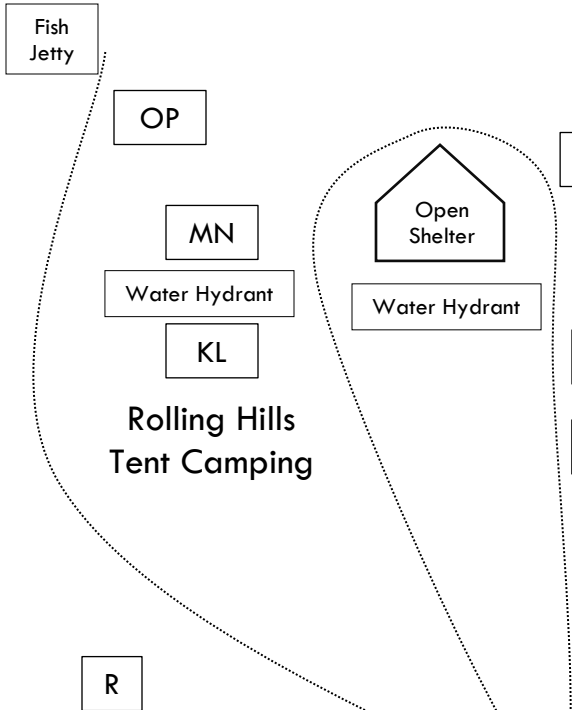 Fish
Jetty
OP
MN
Open
Shelter
Water Hydrant
Water Hydrant
KL
Rolling Hills
Tent Camping
R